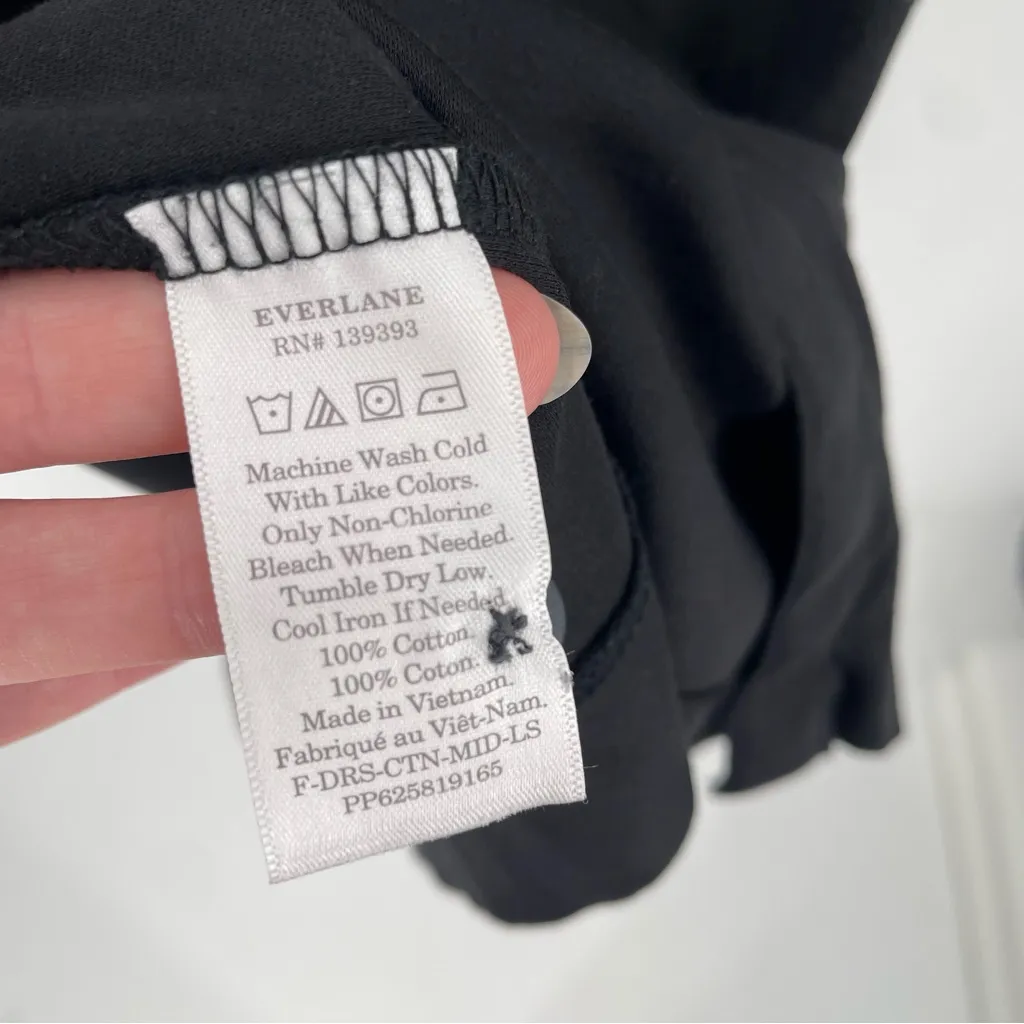 EVERLANE
RN# 139393
Machine Wash Cold
With Like Colors.
Only Non-Chlorine
Bleach When Needed.
Tumble Dry Low.
Cool Iron If Needed.
100% Cotton.
100% Coton.
Made in Vietnam.
Fabriqué au Viêt-Nam.
F-DRS-CTN-MID-LS
PP625819165